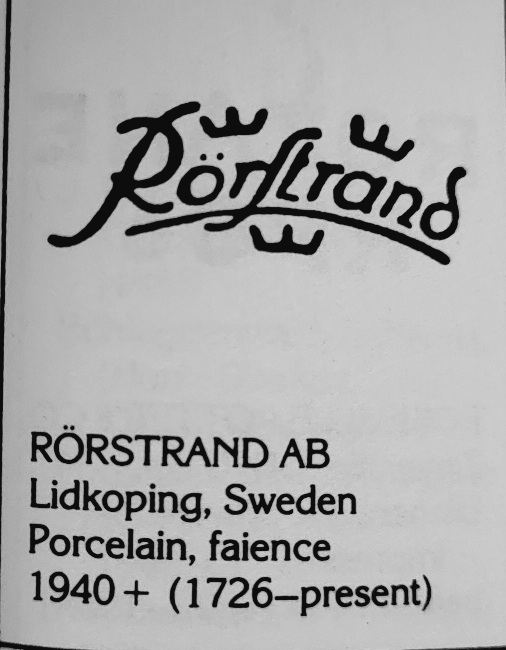 Rörstrand
RÖRSTRAND AB
Lidkoping, Sweden
Porcelain, faience
1940+ (1726–present)